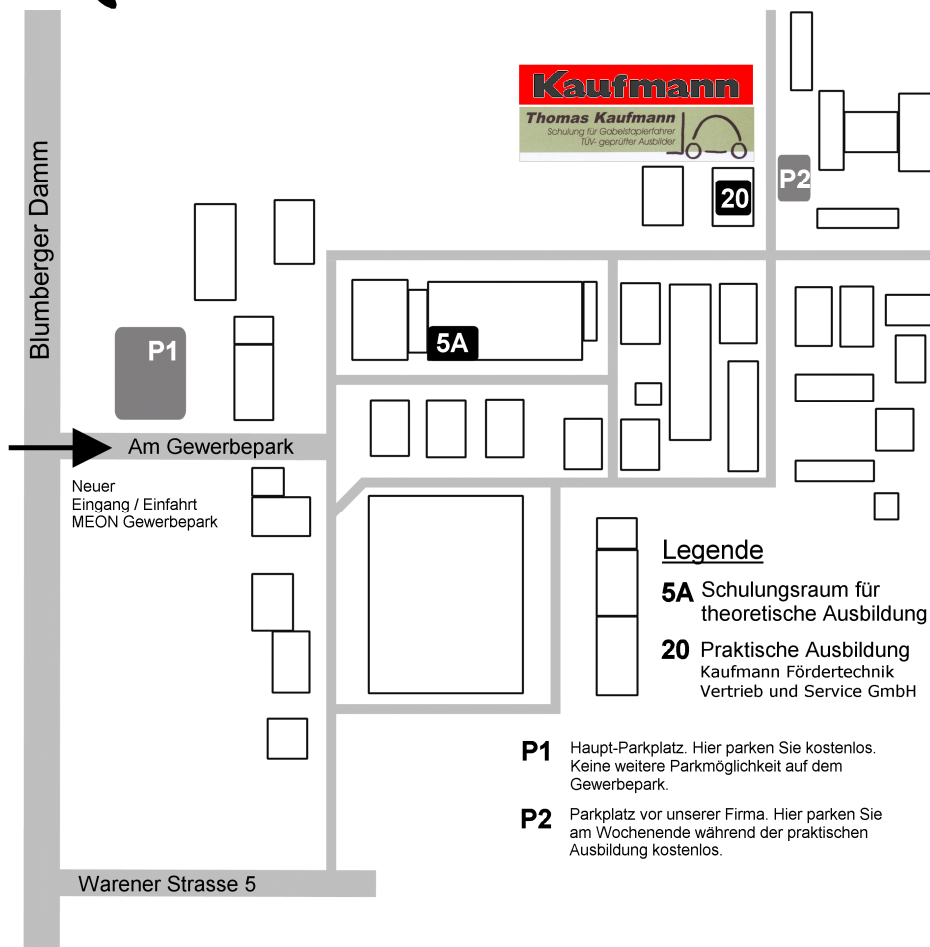 Kaufmann
Thomas Kaufmann
Schulung für Gabelstaplerfahrer
TÜV- geprüfter Ausbilder
P2
20
Blumberger Damm
P1
5A
Am Gewerbepark
Neuer
Eingang / Einfahrt
MEON Gewerbepark
Legende
5A Schulungsraum für
theoretische Ausbildung
20 Praktische Ausbildung
Kaufmann Fördertechnik
Vertrieb und Service GmbH
P1 Haupt-Parkplatz. Hier parken Sie kostenlos.
Keine weitere Parkmöglichkeit auf dem
Gewerbepark.
P2 Parkplatz vor unserer Firma. Hier parken Sie
am Wochenende während der praktischen
Ausbildung kostenlos.
Warener Strasse 5